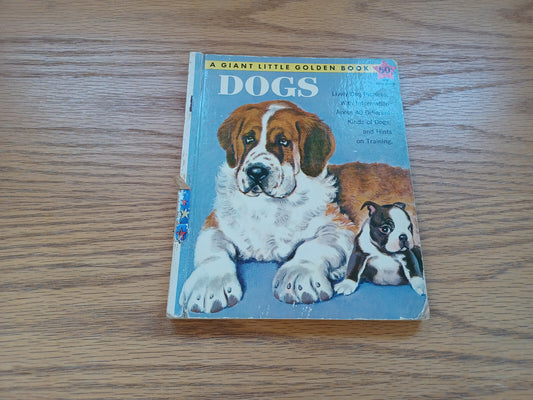 A GIANT LITTLE GOLDEN BOOK
50
DOGS
Lively Dog Pictures,
With Information
About 40 Different
Kinds of Dogs,
and Hints
on Training.